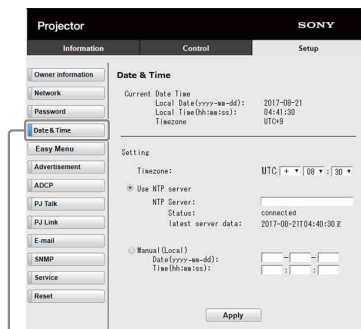 Projector
SONY
Information
Control
Setup
Owner information
Network
Password
Date & Time
Easy Menu
Advertisement
ADCP
PJ Talk
PJ Link
E-mail
SNMP
Service
Reset
Date & Time
Current Date Time
Local Date(yyyy-mm-dd): 2017-08-21
Local Time(hh:mm:ss): 04:41:30
Timezone UTC+9
Setting
Timezone: UTC + 08 : 30
Use NTP server
NTP Server:
Status: connected
latest server data: 2017-08-21T04:40:30 Z
Manual(Local)
Date(yyyy-mm-dd): - -
Time(hh:mm:ss): : :
Apply